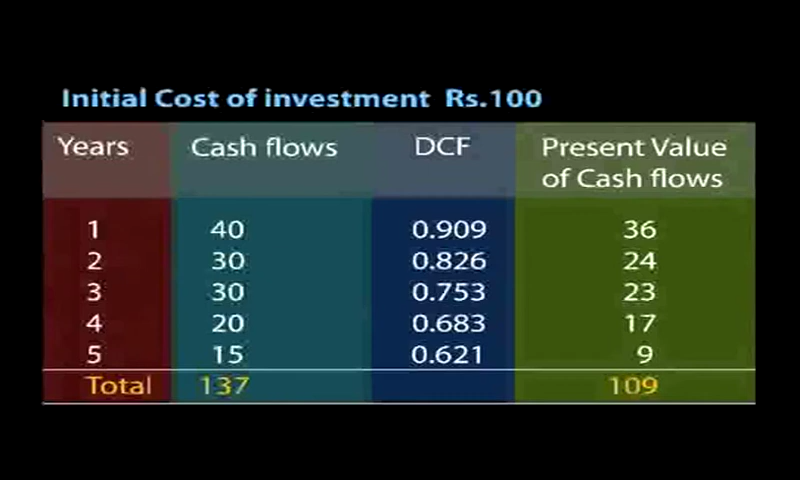 Initial Cost of investment Rs.100
Years Cash flows DCF Present Value of Cash flows
1 40 0.909 36
2 30 0.826 24
3 30 0.753 23
4 20 0.683 17
5 15 0.621 9
Total 137 109